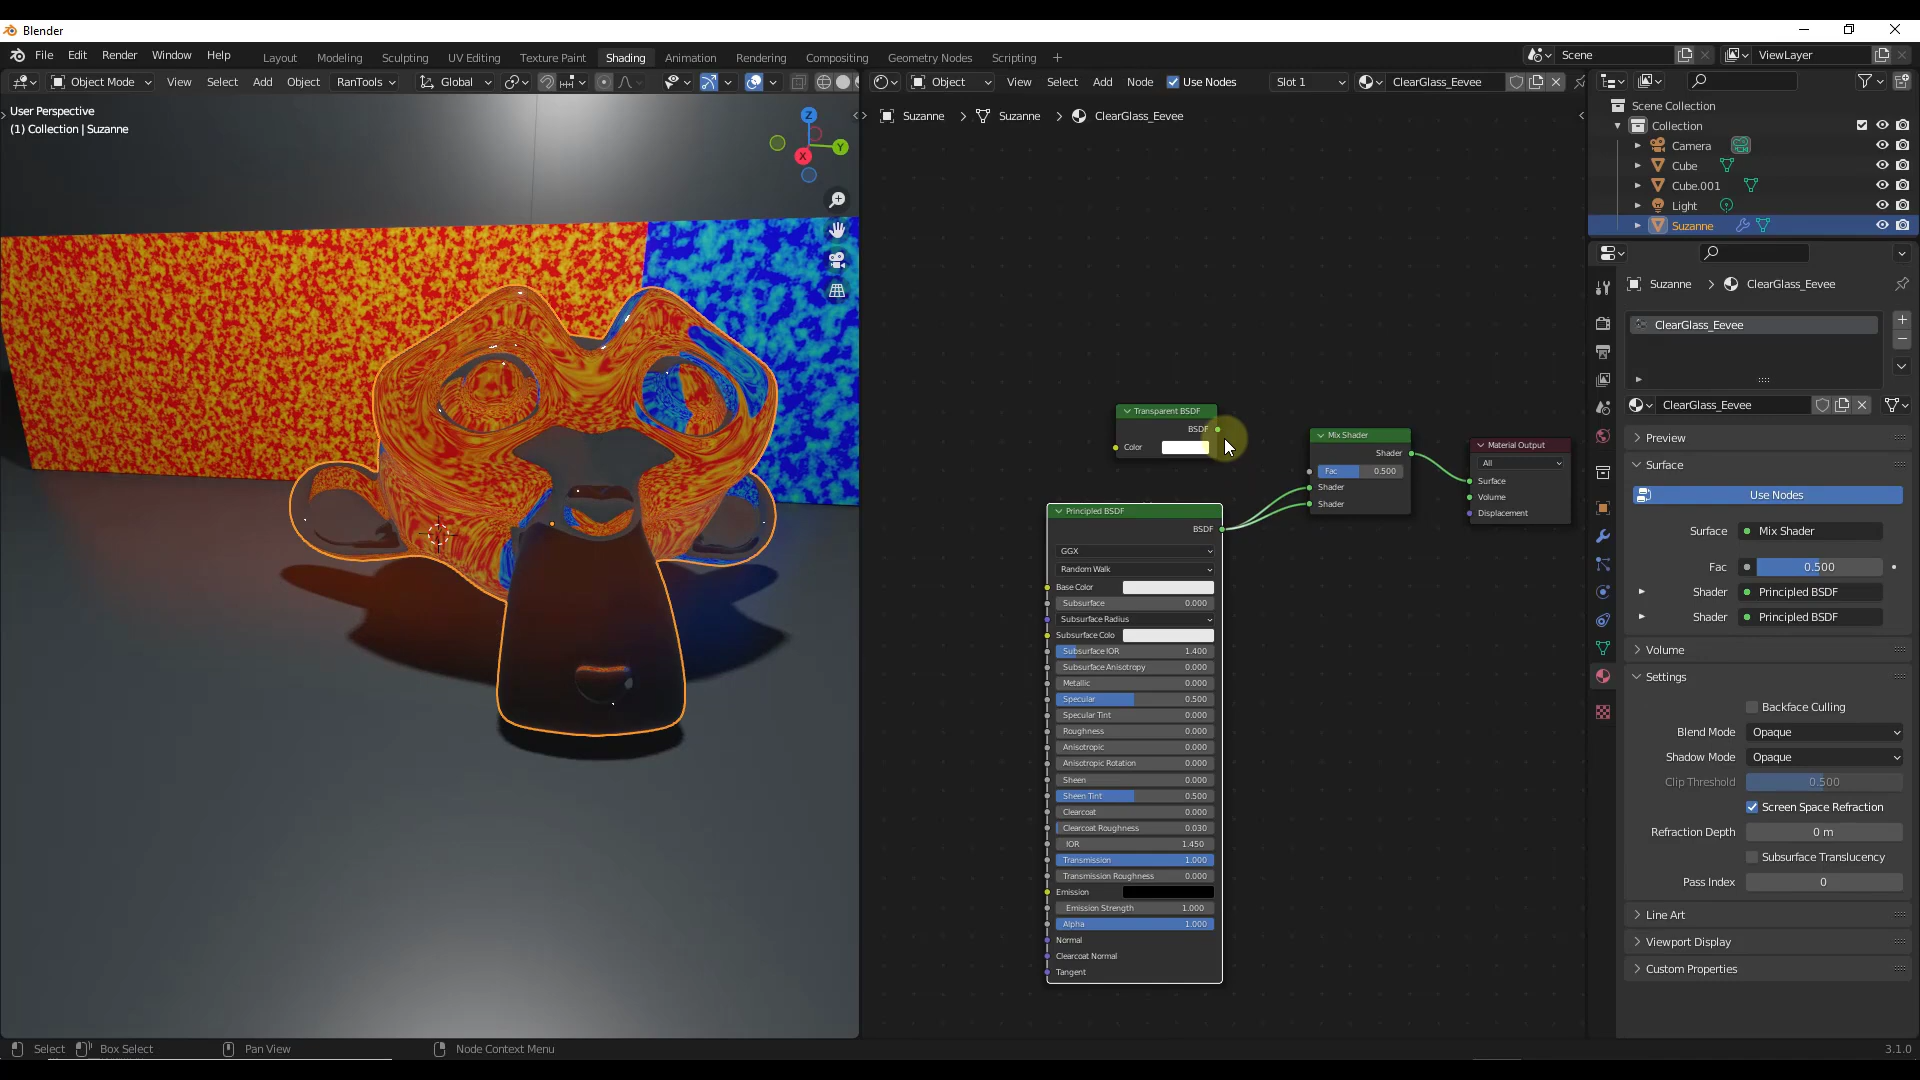 Blender
File Edit Render Window Help Layout Modeling Sculpting UV Editing Texture Paint Shading Animation Rendering Compositing Geometry Nodes Scripting + Scene ViewLayer
Object Mode View Select Add Object RanTools Global Object View Select Add Node Use Nodes Slot 1 ClearGlass_Eevee
User Perspective
(1) Collection | Suzanne
Z
Y
X
Suzanne > Suzanne > ClearGlass_Eevee
Transparent BSDF
BSDF
Color
Mix Shader
Shader
Fac 0.500
Shader
Shader
Material Output
All
Surface
Volume
Displacement
Principled BSDF
BSDF
GGX
Random Walk
Base Color
Subsurface 0.000
Subsurface Radius
Subsurface Colo
Subsurface IOR 1.400
Subsurface Anisotropy 0.000
Metallic 0.000
Specular 0.500
Specular Tint 0.000
Roughness 0.000
Anisotropic 0.000
Anisotropic Rotation 0.000
Sheen 0.000
Sheen Tint 0.500
Clearcoat 0.000
Clearcoat Roughness 0.030
IOR 1.450
Transmission 1.000
Transmission Roughness 0.000
Emission
Emission Strength 1.000
Alpha 1.000
Normal
Clearcoat Normal
Tangent
Scene Collection
Collection
Camera
Cube
Cube.001
Light
Suzanne
Suzanne > ClearGlass_Eevee
ClearGlass_Eevee
ClearGlass_Eevee
Preview
Surface
Use Nodes
Surface Mix Shader
Fac 0.500
Shader Principled BSDF
Shader Principled BSDF
Volume
Settings
Backface Culling
Blend Mode Opaque
Shadow Mode Opaque
Clip Threshold 0.500
Screen Space Refraction
Refraction Depth 0 m
Subsurface Translucency
Pass Index 0
Line Art
Viewport Display
Custom Properties
Select Box Select Pan View Node Context Menu 3.1.0